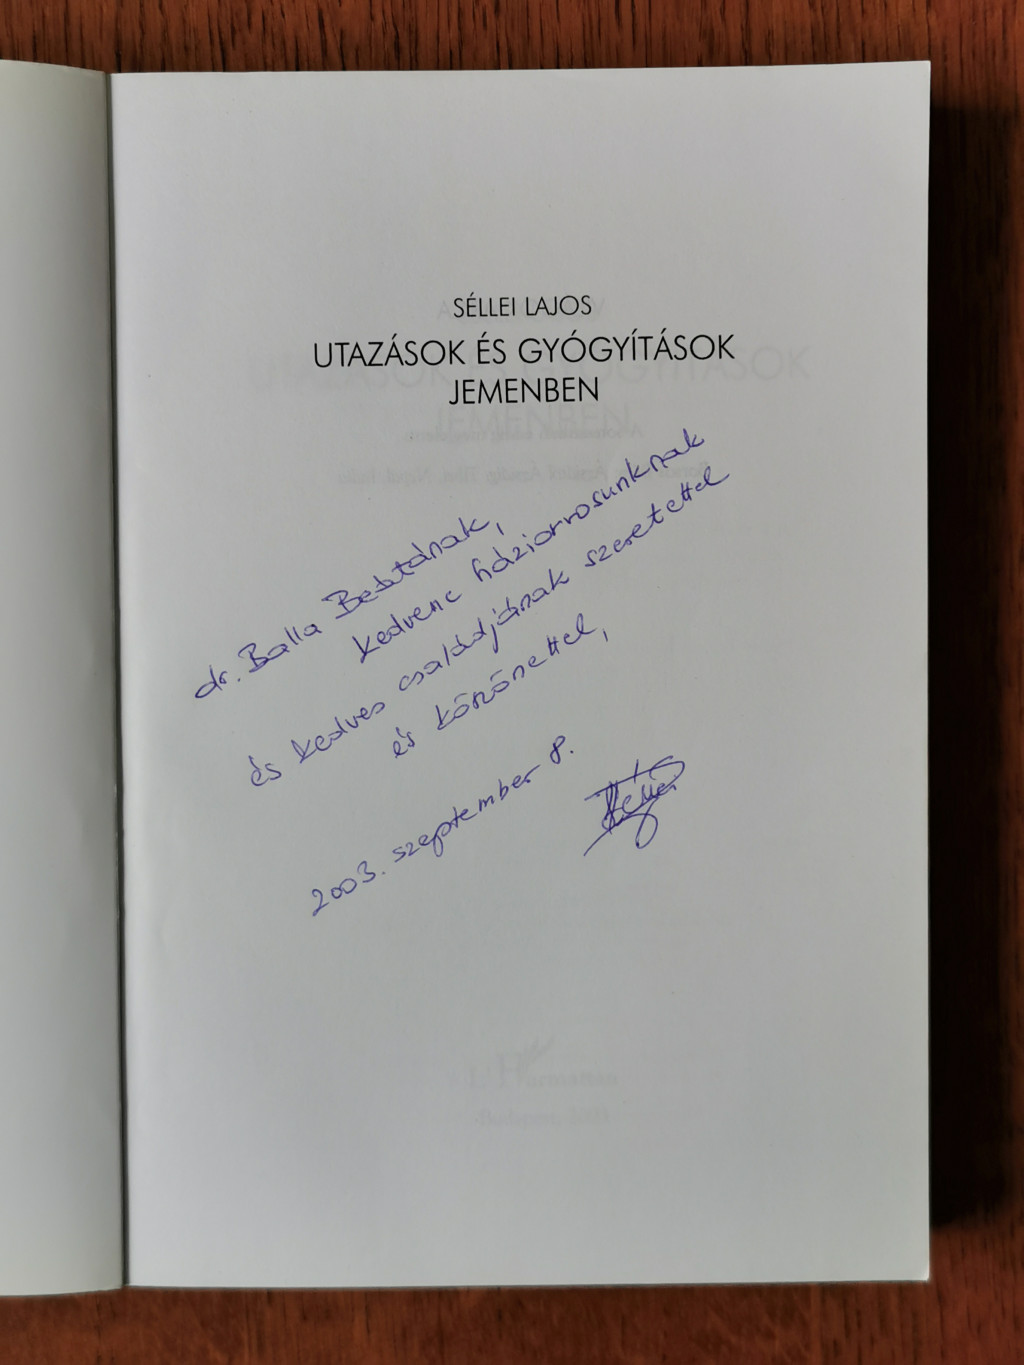 SÉLLEI LAJOS
UTAZÁSOK ÉS GYÓGYÍTÁSOK
JEMENBEN
dr. Balla Beatának,
kedvenc háziorvosunknak
és kedves családjának szeretettel
és köszönettel,
2003. szeptember 8.